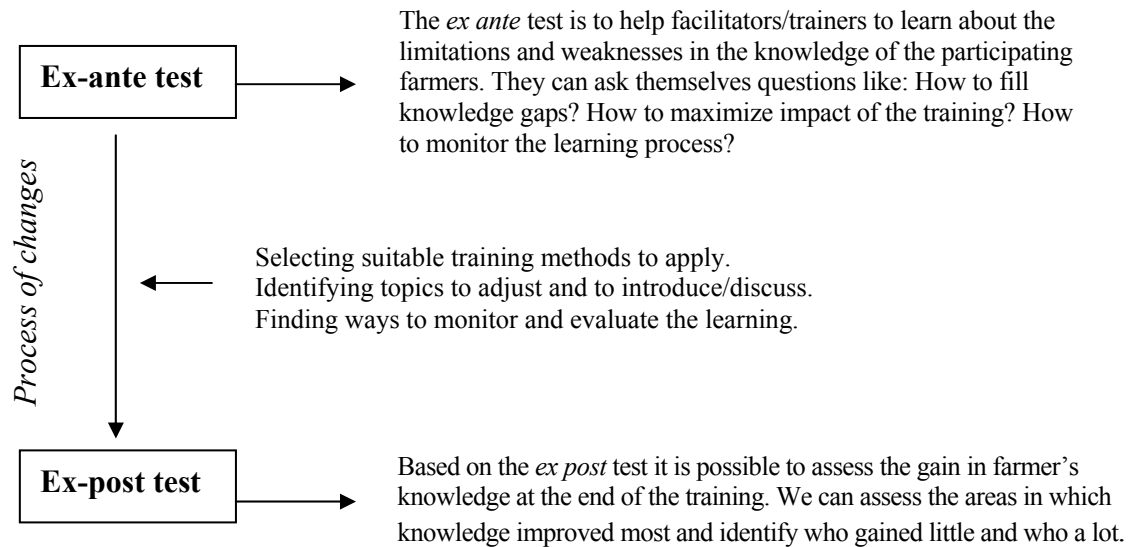 Ex-ante test
The ex ante test is to help facilitators/trainers to learn about the
limitations and weaknesses in the knowledge of the participating
farmers. They can ask themselves questions like: How to fill
knowledge gaps? How to maximize impact of the training? How
to monitor the learning process?
Process of changes
Selecting suitable training methods to apply.
Identifying topics to adjust and to introduce/discuss.
Finding ways to monitor and evaluate the learning.
Ex-post test
Based on the ex post test it is possible to assess the gain in farmer’s
knowledge at the end of the training. We can assess the areas in which
knowledge improved most and identify who gained little and who a lot.